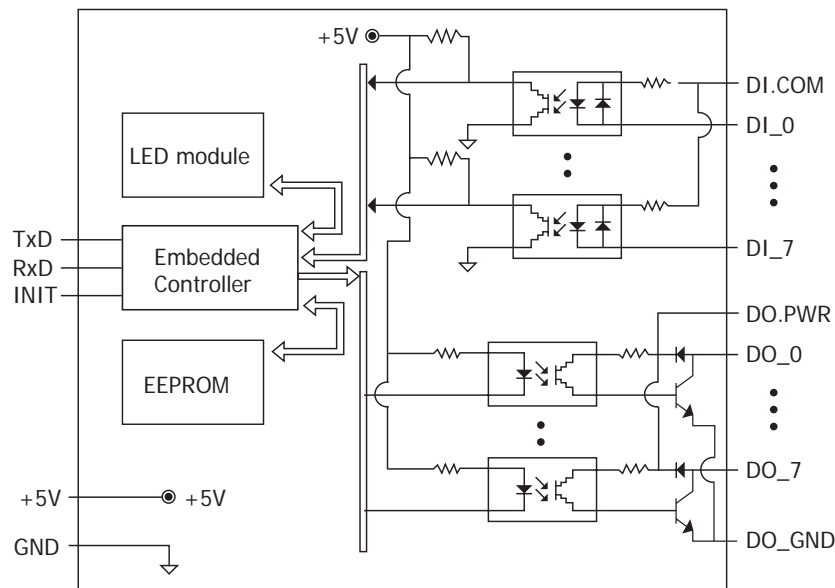 +5V
DI.COM
LED module
DI_0
TxD
RxD
INIT
Embedded
Controller
DI_7
DO.PWR
DO_0
EEPROM
DO_7
+5V
+5V
GND
DO_GND